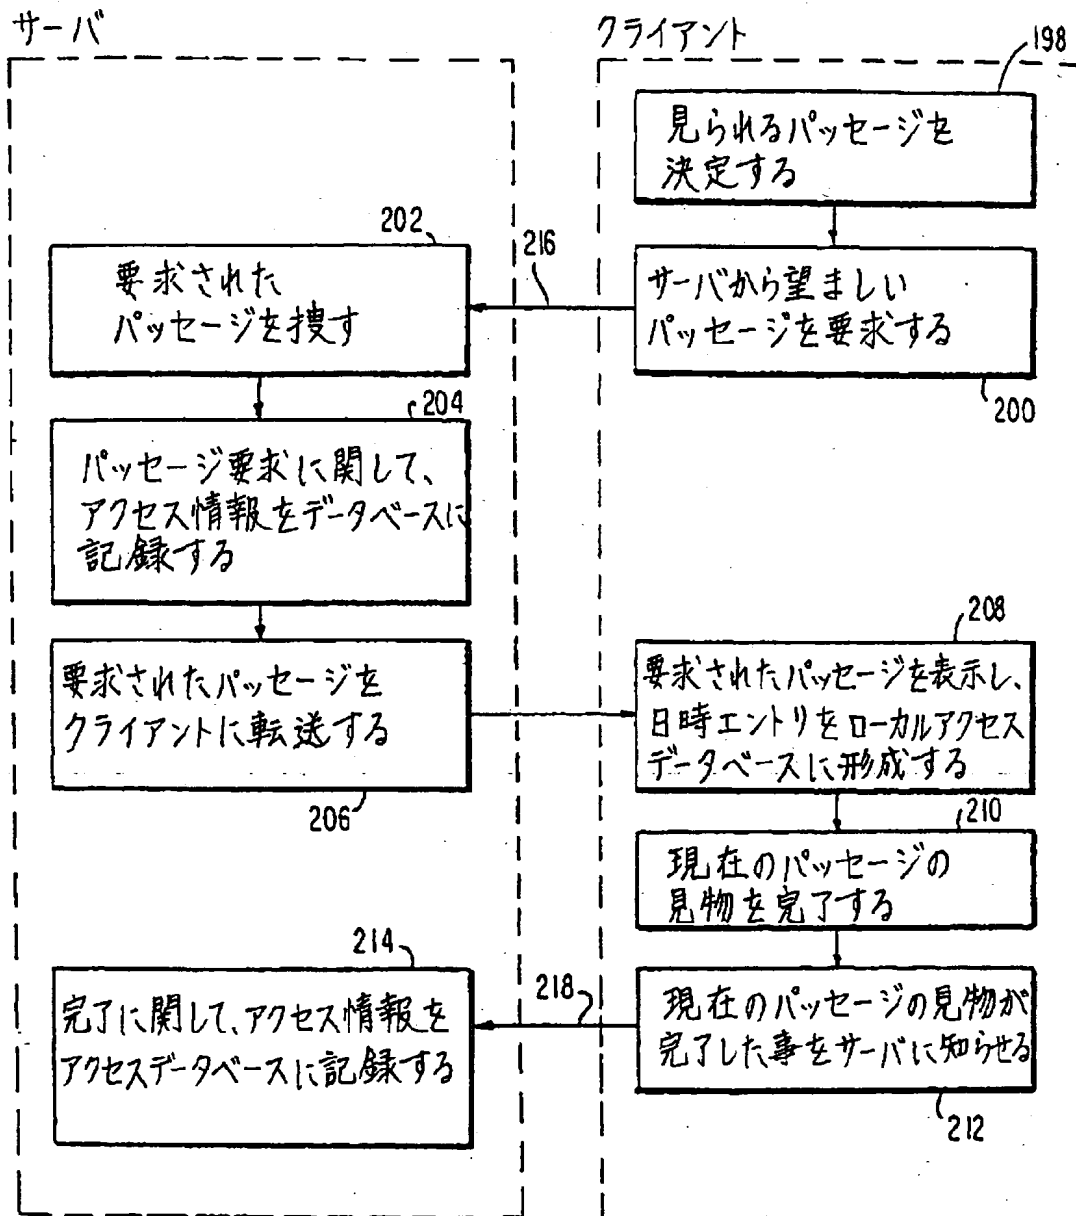 サーバ
クライアント
198
見られるパッセージを
決定する
202
216
要求された
パッセージを捜す
サーバから望ましい
パッセージを要求する
200
204
パッセージ要求に関して、
アクセス情報をデータベースに
記録する
208
要求されたパッセージを
クライアントに転送する
206
要求されたパッセージを表示し、
日時エントリをローカルアクセス
データベースに形成する
210
現在のパッセージの
見物を完了する
214
218
完了に関して、アクセス情報を
アクセスデータベースに記録する
現在のパッセージの見物が
完了した事をサーバに知らせる
212